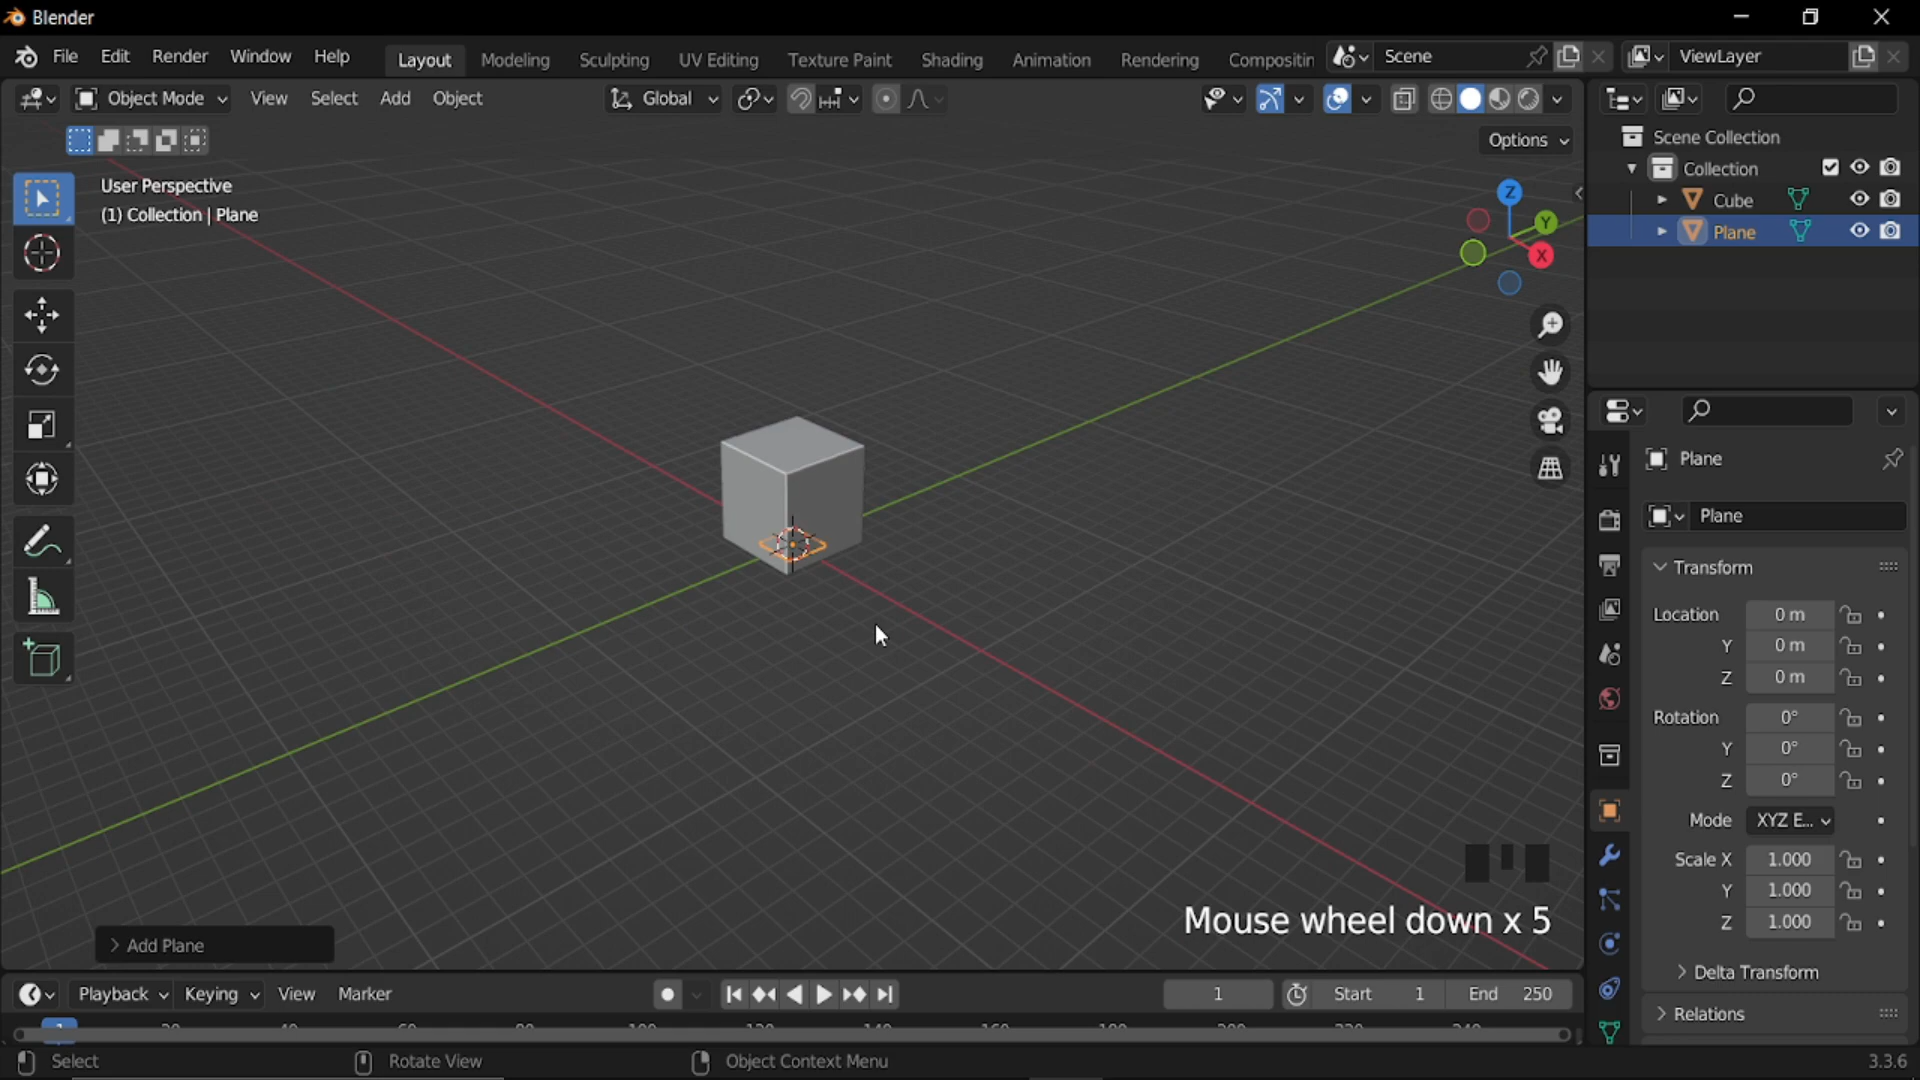 Blender
File Edit Render Window Help Layout Modeling Sculpting UV Editing Texture Paint Shading Animation Rendering Compositin Scene ViewLayer
Object Mode View Select Add Object Global
Options
Scene Collection
Collection
Cube
Plane
User Perspective
(1) Collection | Plane
Z
Y
X
Plane
Plane
Transform
Location 0 m
Y 0 m
Z 0 m
Rotation 0°
Y 0°
Z 0°
Mode XYZ E...
Scale X 1.000
Y 1.000
Z 1.000
Delta Transform
Relations
Mouse wheel down x 5
Add Plane
Playback Keying View Marker 1 Start 1 End 250
Select Rotate View Object Context Menu 3.3.6